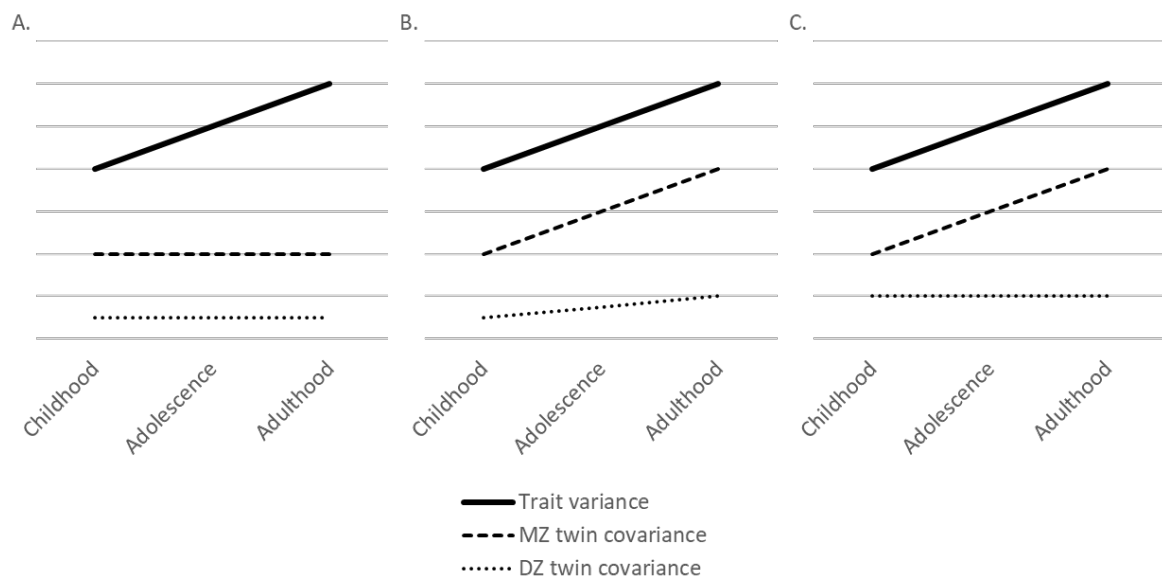 A.
B.
C.
Childhood
Adolescence
Adulthood
Childhood
Adolescence
Adulthood
Childhood
Adolescence
Adulthood
Trait variance
MZ twin covariance
DZ twin covariance